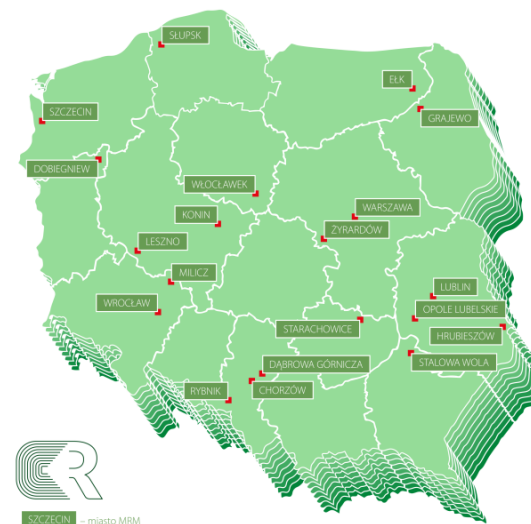 SŁUPSK
EŁK
SZCZECIN
GRAJEWO
DOBIEGNIEW
WŁOCŁAWEK
KONIN
WARSZAWA
ŻYRARDÓW
LESZNO
MILICZ
LUBLIN
WROCŁAW
OPOLE LUBELSKIE
STARACHOWICE
HRUBIESZÓW
DĄBROWA GÓRNICZA
STALOWA WOLA
RYBNIK
CHORZÓW
CR
SZCZECIN – miasto MRM